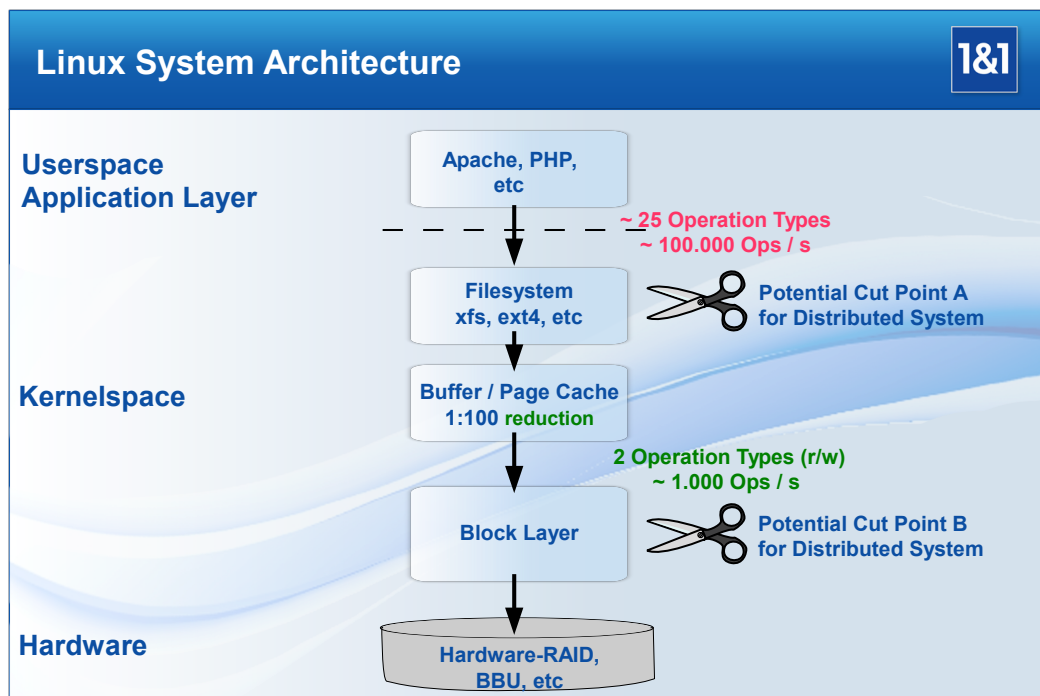 Linux System Architecture
1&1
Userspace
Application Layer
Apache, PHP,
etc
~ 25 Operation Types
~ 100.000 Ops / s
Filesystem
xfs, ext4, etc
Potential Cut Point A
for Distributed System
Kernelspace
Buffer / Page Cache
1:100 reduction
2 Operation Types (r/w)
~ 1.000 Ops / s
Block Layer
Potential Cut Point B
for Distributed System
Hardware
Hardware-RAID,
BBU, etc